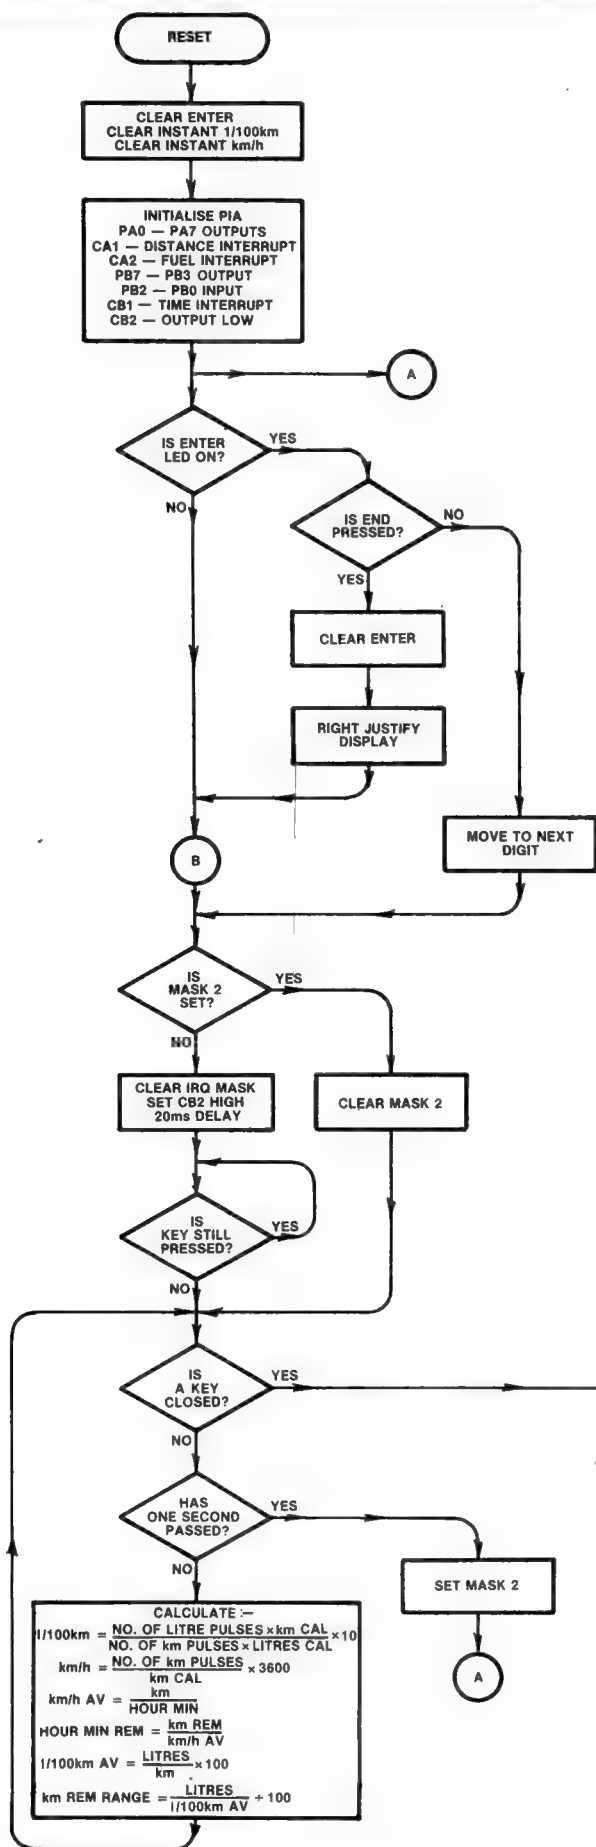 RESET
CLEAR ENTER
CLEAR INSTANT 1/100km
CLEAR INSTANT km/h
INITIALISE PIA
PA0 — PA7 OUTPUTS
CA1 — DISTANCE INTERRUPT
CA2 — FUEL INTERRUPT
PB7 — PB3 OUTPUT
PB2 — PB0 INPUT
CB1 — TIME INTERRUPT
CB2 — OUTPUT LOW
A
IS ENTER
LED ON?
YES
NO
IS END
PRESSED?
NO
YES
CLEAR ENTER
RIGHT JUSTIFY
DISPLAY
MOVE TO NEXT
DIGIT
B
IS
MASK 2
SET?
YES
NO
CLEAR IRQ MASK
SET CB2 HIGH
20ms DELAY
CLEAR MASK 2
IS
KEY STILL
PRESSED?
YES
NO
IS
A KEY
CLOSED?
YES
NO
HAS
ONE SECOND
PASSED?
YES
NO
SET MASK 2
A
CALCULATE :—
l/100km = NO. OF LITRE PULSES × km CAL / NO. OF km PULSES × LITRES CAL × 10
km/h = NO. OF km PULSES / km CAL × 3600
km/h AV = km / HOUR MIN
HOUR MIN REM = km REM / km/h AV
l/100km AV = LITRES / km × 100
km REM RANGE = LITRES / l/100km AV ÷ 100